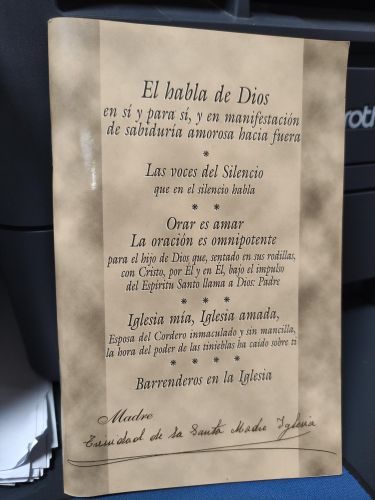 El habla de Dios
en sí y para sí, y en manifestación
de sabiduría amorosa hacia fuera
*
Las voces del Silencio
que en el silencio habla
* *
Orar es amar
La oración es omnipotente
para el hijo de Dios que, sentado en sus rodillas,
con Cristo, por Él y en Él, bajo el impulso
del Espíritu Santo llama a Dios: Padre
* * *
Iglesia mía, Iglesia amada,
Esposa del Cordero inmaculado y sin mancilla,
la hora del poder de las tinieblas ha caído sobre ti
* * * *
Barrenderos en la Iglesia
Madre
Trinidad de la Santa Madre Iglesia